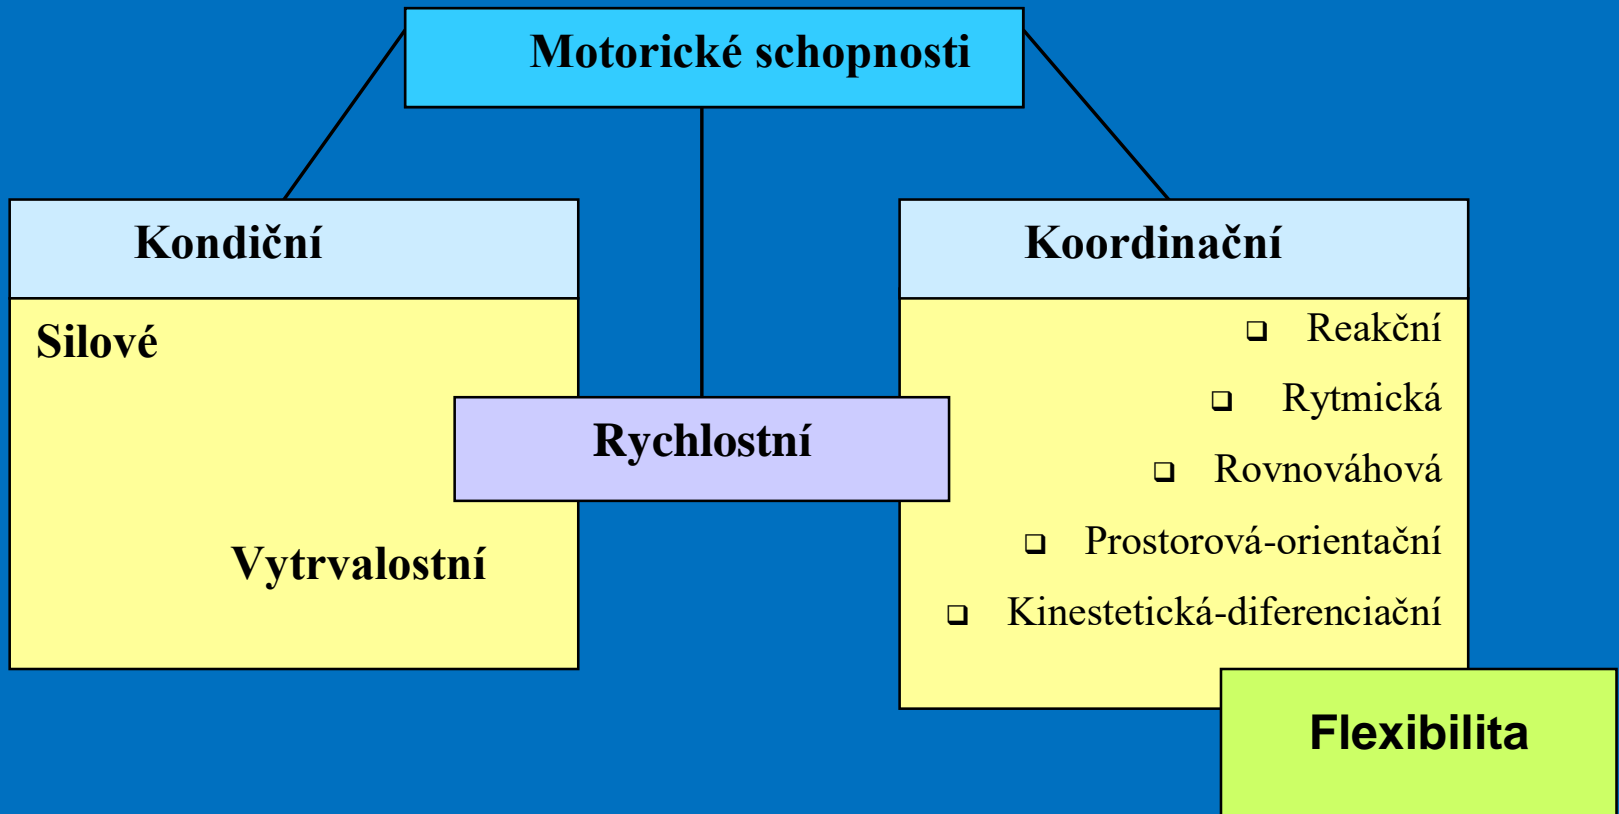 Motorické schopnosti
Kondiční
Silové
Vytrvalostní
Rychlostní
Koordinační
❑ Reakční
❑ Rytmická
❑ Rovnováhová
❑ Prostorová-orientační
❑ Kinestetická-diferenciační
Flexibilita